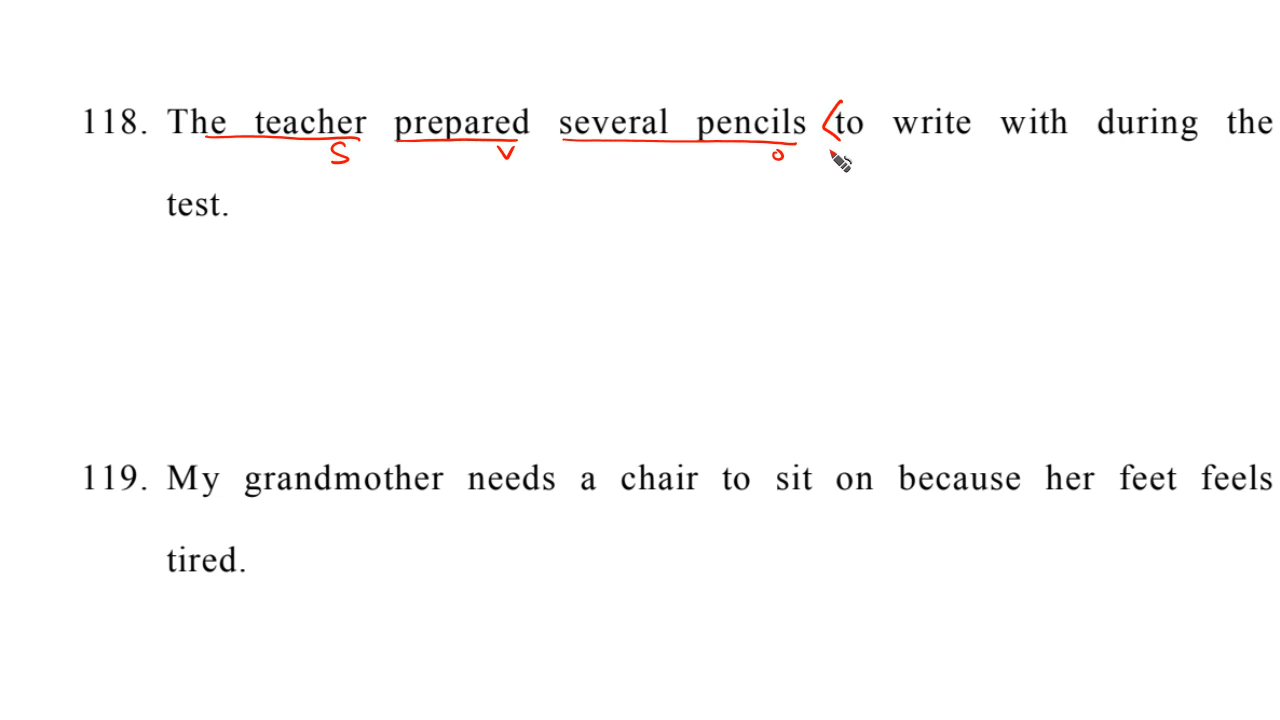 118. The teacher prepared several pencils <to write with during the
S V O
test.
119. My grandmother needs a chair to sit on because her feet feels
tired.